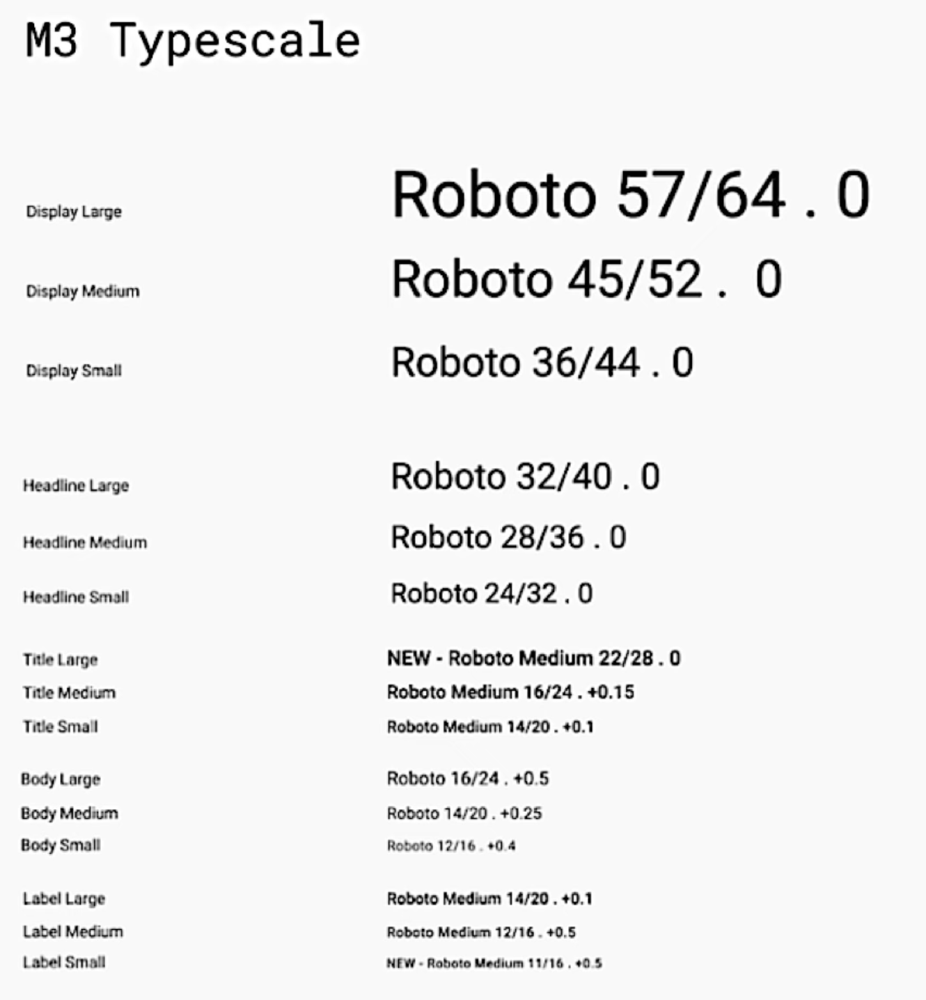 M3 Typescale
Display Large Roboto 57/64 . 0
Display Medium Roboto 45/52 . 0
Display Small Roboto 36/44 . 0
Headline Large Roboto 32/40 . 0
Headline Medium Roboto 28/36 . 0
Headline Small Roboto 24/32 . 0
Title Large NEW - Roboto Medium 22/28 . 0
Title Medium Roboto Medium 16/24 . +0.15
Title Small Roboto Medium 14/20 . +0.1
Body Large Roboto 16/24 . +0.5
Body Medium Roboto 14/20 . +0.25
Body Small Roboto 12/16 . +0.4
Label Large Roboto Medium 14/20 . +0.1
Label Medium Roboto Medium 12/16 . +0.5
Label Small NEW - Roboto Medium 11/16 . +0.5